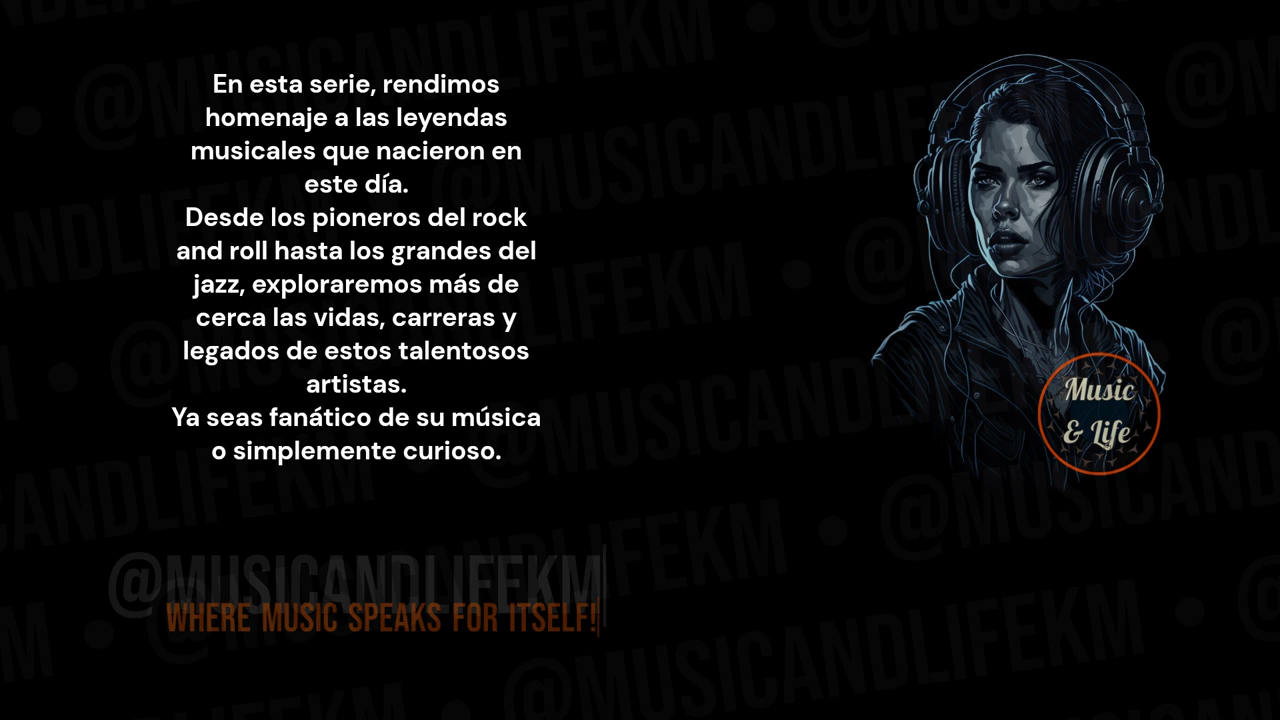 En esta serie, rendimos
homenaje a las leyendas
musicales que nacieron en
este día.
Desde los pioneros del rock
and roll hasta los grandes del
jazz, exploraremos más de
cerca las vidas, carreras y
legados de estos talentosos
artistas.
Ya seas fanático de su música
o simplemente curioso.
Music
& Life
@MUSICANDLIFEKM
WHERE MUSIC SPEAKS FOR ITSELF!